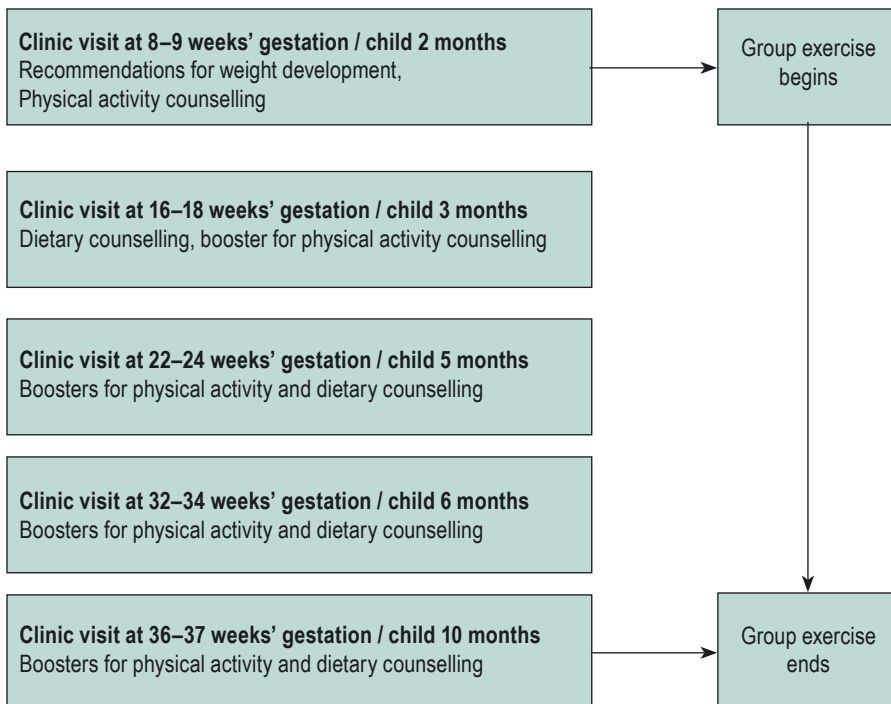 Clinic visit at 8–9 weeks’ gestation / child 2 months
Recommendations for weight development,
Physical activity counselling
Group exercise
begins
Clinic visit at 16–18 weeks’ gestation / child 3 months
Dietary counselling, booster for physical activity counselling
Clinic visit at 22–24 weeks’ gestation / child 5 months
Boosters for physical activity and dietary counselling
Clinic visit at 32–34 weeks’ gestation / child 6 months
Boosters for physical activity and dietary counselling
Clinic visit at 36–37 weeks’ gestation / child 10 months
Boosters for physical activity and dietary counselling
Group exercise
ends